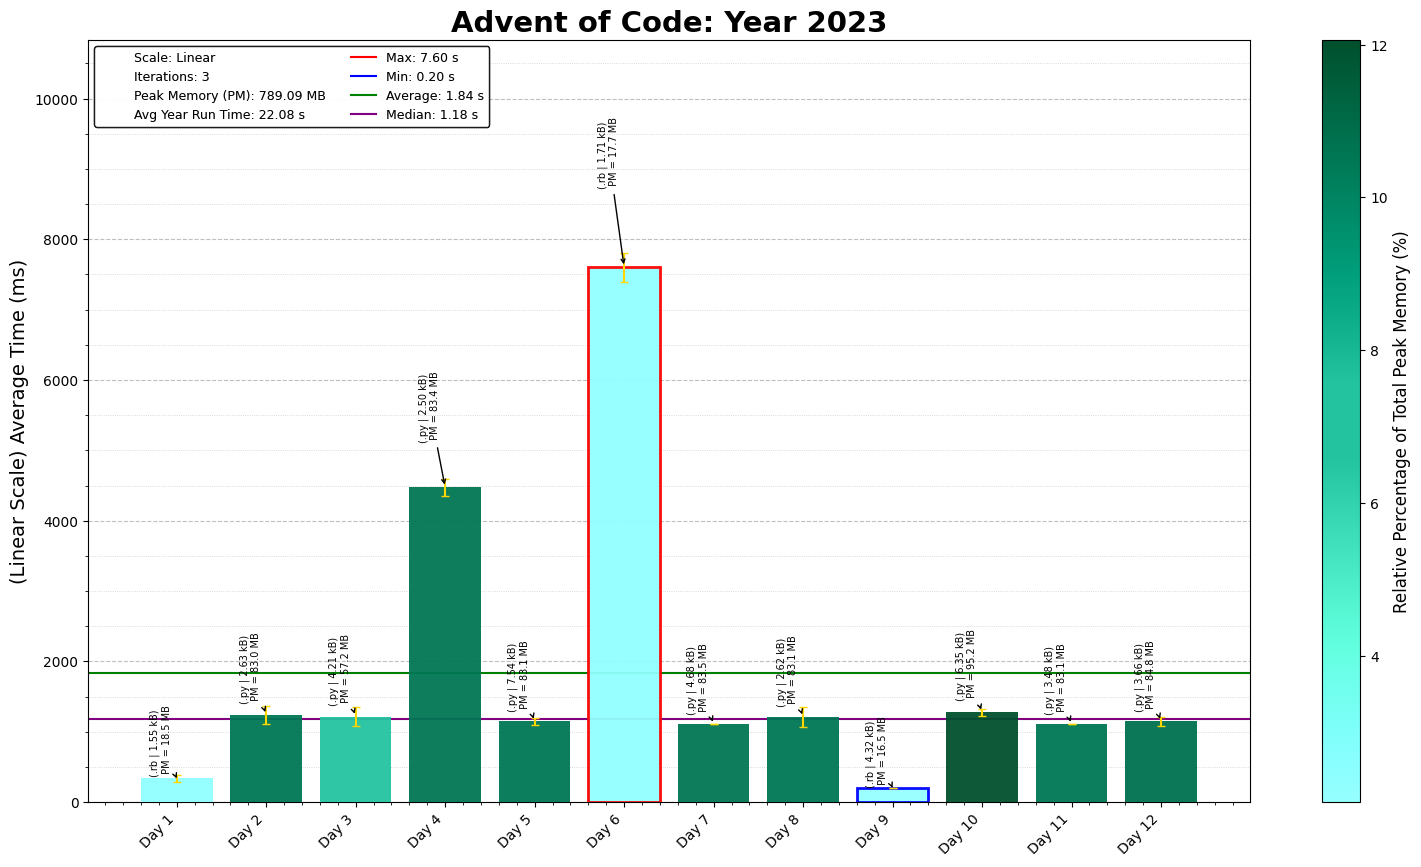 Advent of Code: Year 2023
Scale: Linear
Iterations: 3
Peak Memory (PM): 789.09 MB
Avg Year Run Time: 22.08 s
Max: 7.60 s
Min: 0.20 s
Average: 1.84 s
Median: 1.18 s
(Linear Scale) Average Time (ms)
10000
8000
6000
4000
2000
0
(.rb | 1.55 kB)
PM = 18.5 MB
(.py | 2.63 kB)
PM = 83.0 MB
(.py | 4.21 kB)
PM = 57.2 MB
(.py | 2.50 kB)
PM = 83.4 MB
(.py | 7.54 kB)
PM = 83.1 MB
(.rb | 1.71 kB)
PM = 17.7 MB
(.py | 4.68 kB)
PM = 83.5 MB
(.py | 2.62 kB)
PM = 83.1 MB
(.rb | 4.32 kB)
PM = 16.5 MB
(.py | 6.35 kB)
PM = 95.2 MB
(.py | 3.48 kB)
PM = 83.1 MB
(.py | 3.66 kB)
PM = 84.8 MB
Day 1
Day 2
Day 3
Day 4
Day 5
Day 6
Day 7
Day 8
Day 9
Day 10
Day 11
Day 12
12
10
8
6
4
Relative Percentage of Total Peak Memory (%)